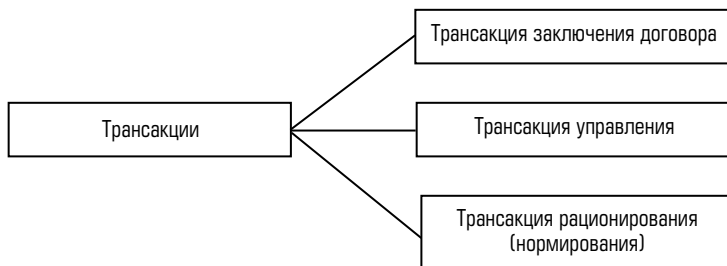 Трансакция заключения договора
Трансакции
Трансакция управления
Трансакция рационирования
(нормирования)